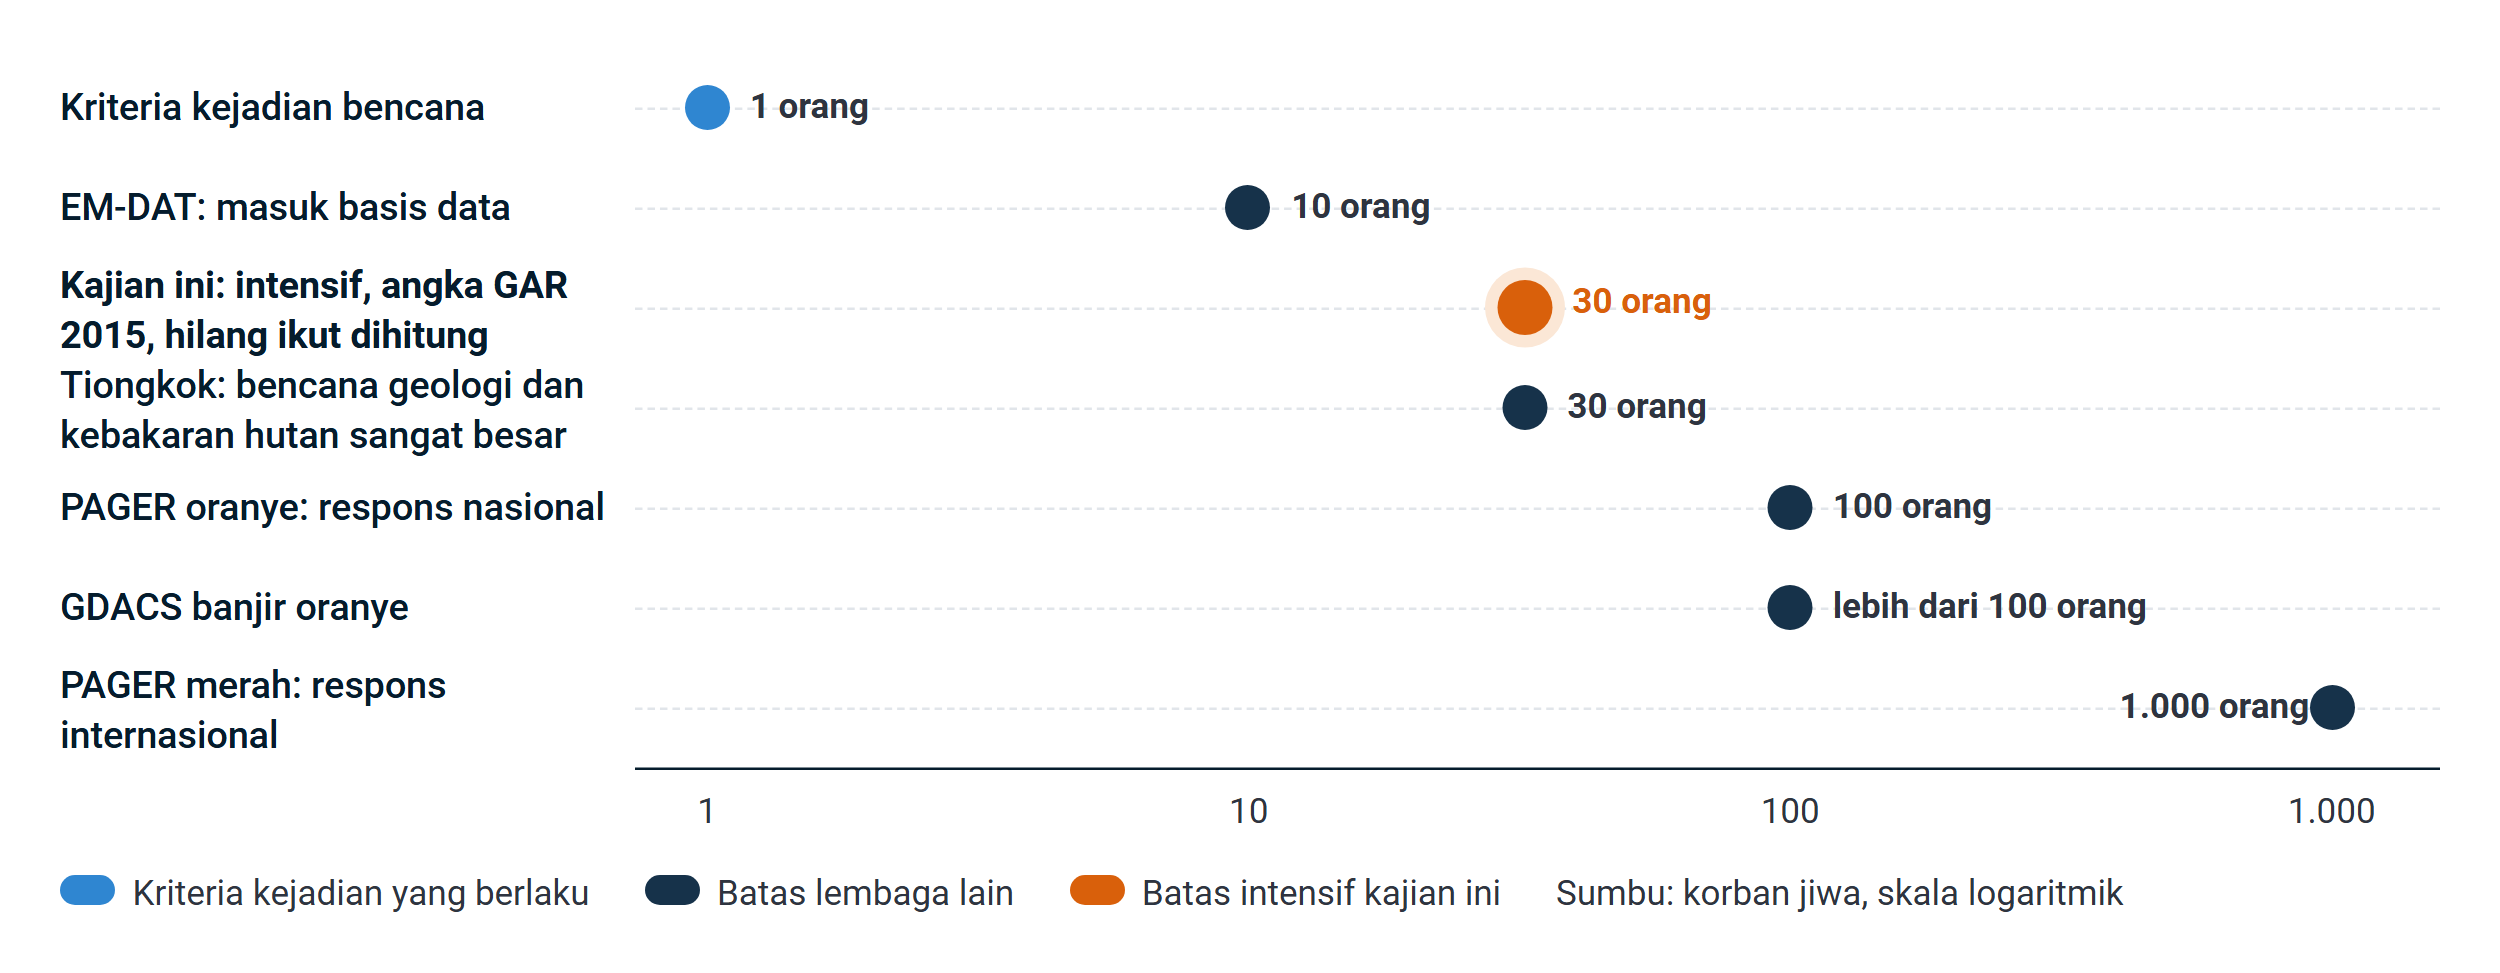 Kriteria kejadian bencana
1 orang
EM-DAT: masuk basis data
10 orang
Kajian ini: intensif, angka GAR
2015, hilang ikut dihitung
30 orang
Tiongkok: bencana geologi dan
kebakaran hutan sangat besar
30 orang
PAGER oranye: respons nasional
100 orang
GDACS banjir oranye
lebih dari 100 orang
PAGER merah: respons
internasional
1.000 orang
1 10 100 1.000
Kriteria kejadian yang berlaku Batas lembaga lain Batas intensif kajian ini Sumbu: korban jiwa, skala logaritmik